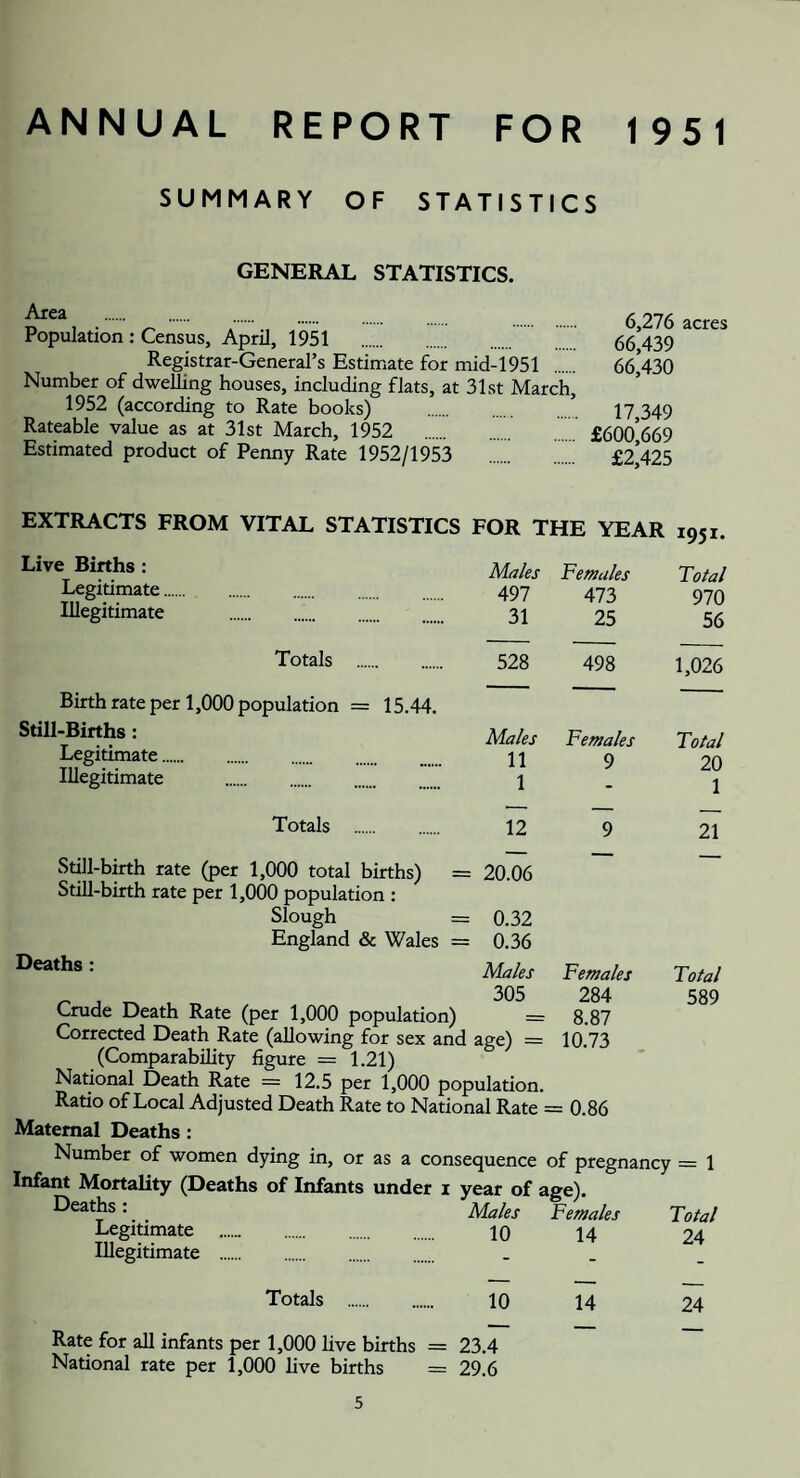 ANNUAL REPORT FOR 1951
SUMMARY OF STATISTICS
GENERAL STATISTICS.
Area ...... ...... ...... ...... ...... ...... ...... ...... 6,276 acres
Population : Census, April, 1951 ...... ...... ...... ...... 66,439
Registrar-General's Estimate for mid-1951 ...... 66,430
Number of dwelling houses, including flats, at 31st March,
1952 (according to Rate books) ...... ...... ...... 17,349
Rateable value as at 31st March, 1952 ...... ...... ...... £600,669
Estimated product of Penny Rate 1952/1953 ...... ...... £2,425
EXTRACTS FROM VITAL STATISTICS FOR THE YEAR 1951.
Live Births : Males Females Total
Legitimate...... ...... ...... ...... ...... 497 473 970
Illegitimate ...... ...... ...... ...... 31 25 56
Totals ...... ...... 528 498 1,026
Birth rate per 1,000 population = 15.44.
Still-Births : Males Females Total
Legitimate...... ...... ...... ...... ...... 11 9 20
Illegitimate ...... ...... ...... ...... 1 - 1
Totals ...... ...... 12 9 21
Still-birth rate (per 1,000 total births) = 20.06
Still-birth rate per 1,000 population :
Slough = 0.32
England & Wales = 0.36
Deaths : Males Females Total
305 284 589
Crude Death Rate (per 1,000 population) = 8.87
Corrected Death Rate (allowing for sex and age) = 10.73
(Comparability figure = 1.21)
National Death Rate = 12.5 per 1,000 population.
Ratio of Local Adjusted Death Rate to National Rate = 0.86
Maternal Deaths :
Number of women dying in, or as a consequence of pregnancy = 1
Infant Mortality (Deaths of Infants under 1 year of age).
Deaths : Males Females Total
Legitimate ...... ...... ...... ...... 10 14 24
Illegitimate ...... ...... ...... ...... - - -
Totals ...... ...... 10 14 24
Rate for all infants per 1,000 live births = 23.4
National rate per 1,000 live births = 29.6
5